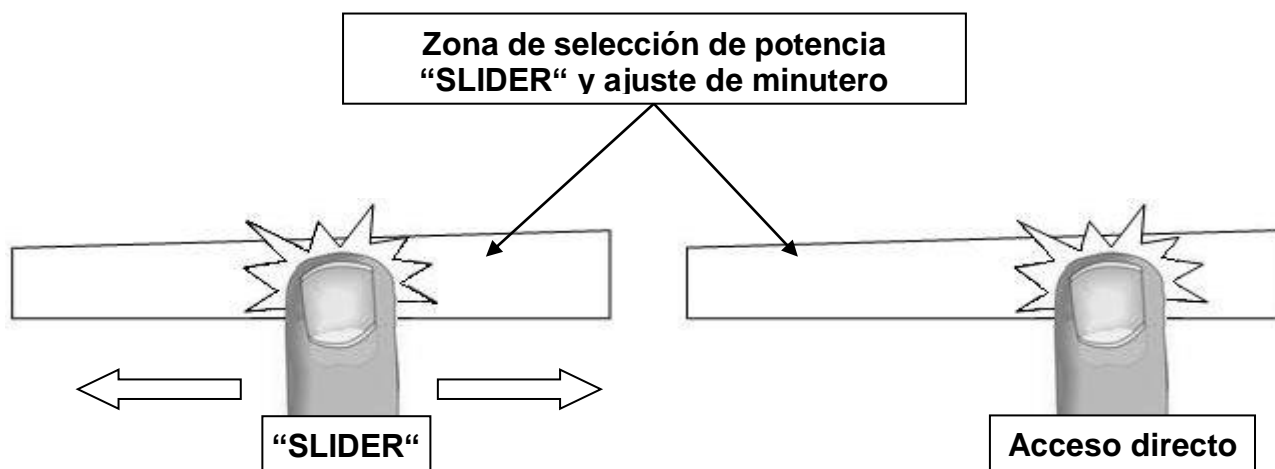 Zona de selección de potencia
“SLIDER“ y ajuste de minutero
“SLIDER“
Acceso directo